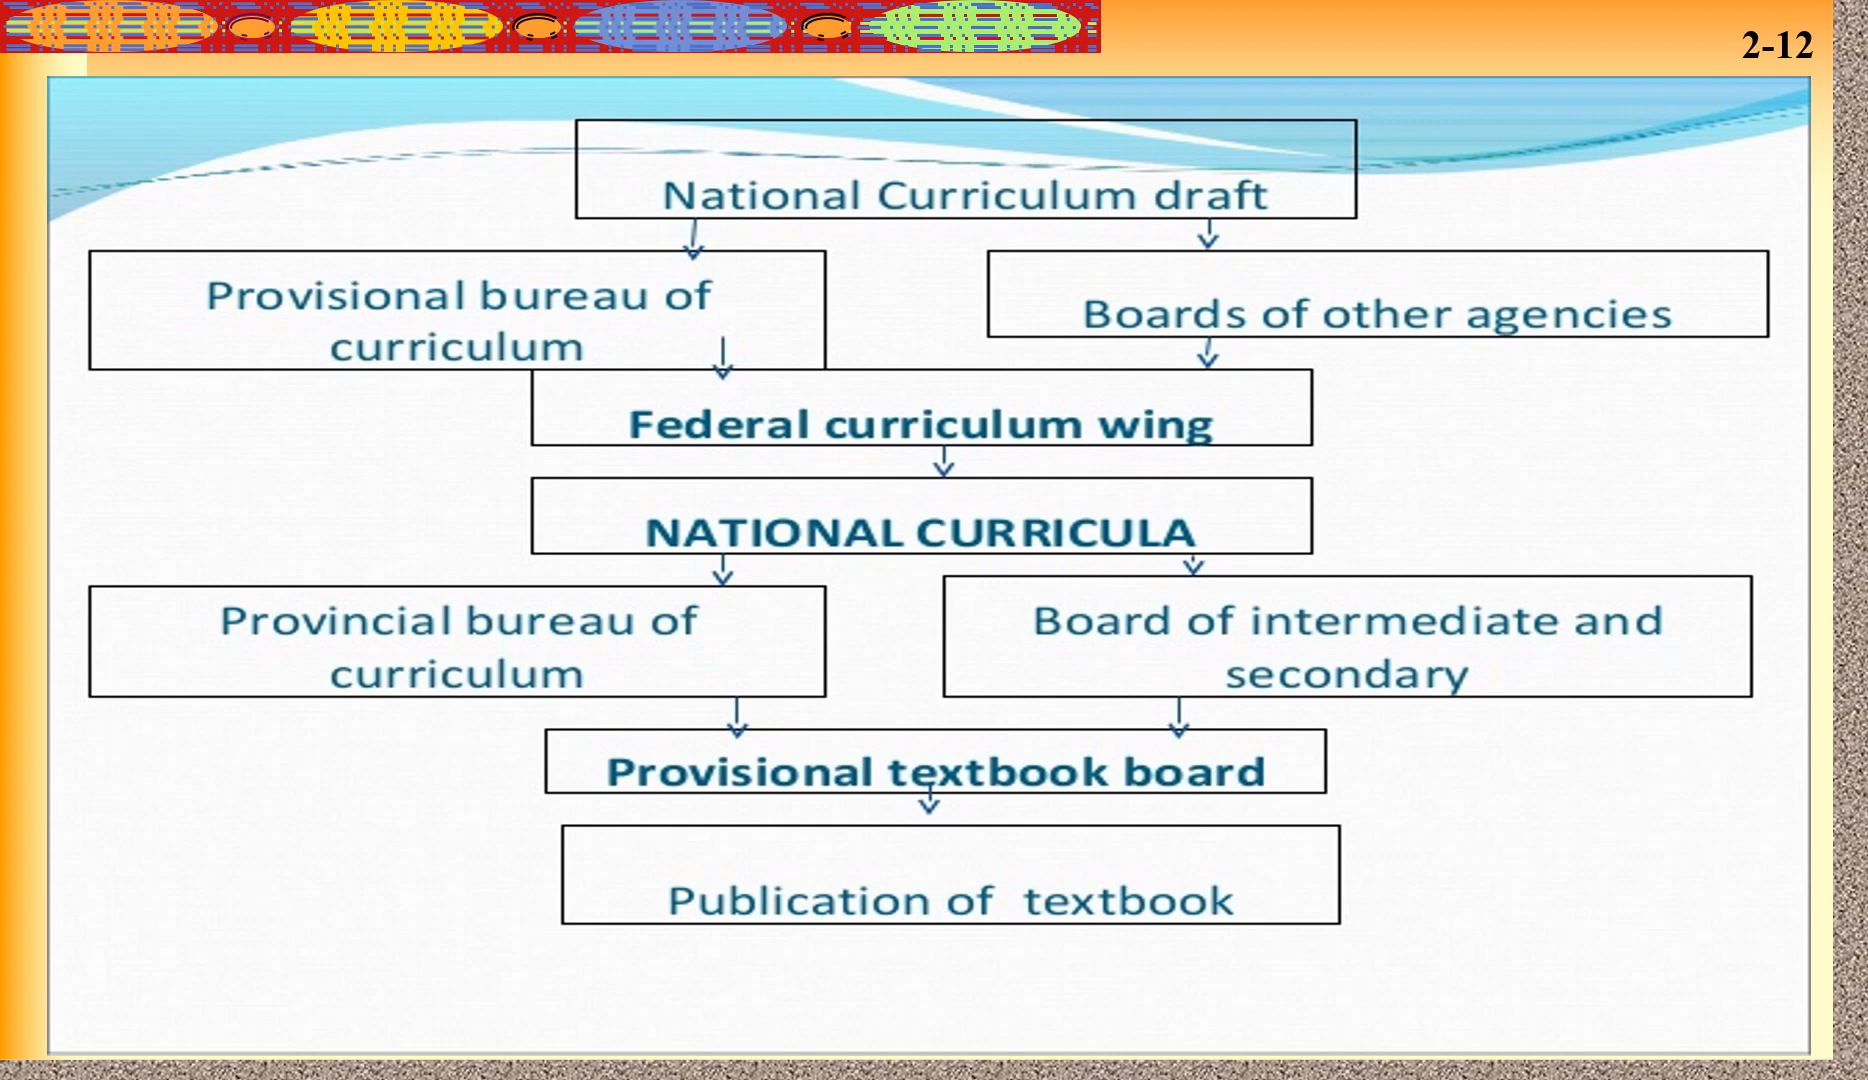 2-12
National Curriculum draft
Provisional bureau of
curriculum
Boards of other agencies
Federal curriculum wing
NATIONAL CURRICULA
Provincial bureau of
curriculum
Board of intermediate and
secondary
Provisional textbook board
Publication of  textbook